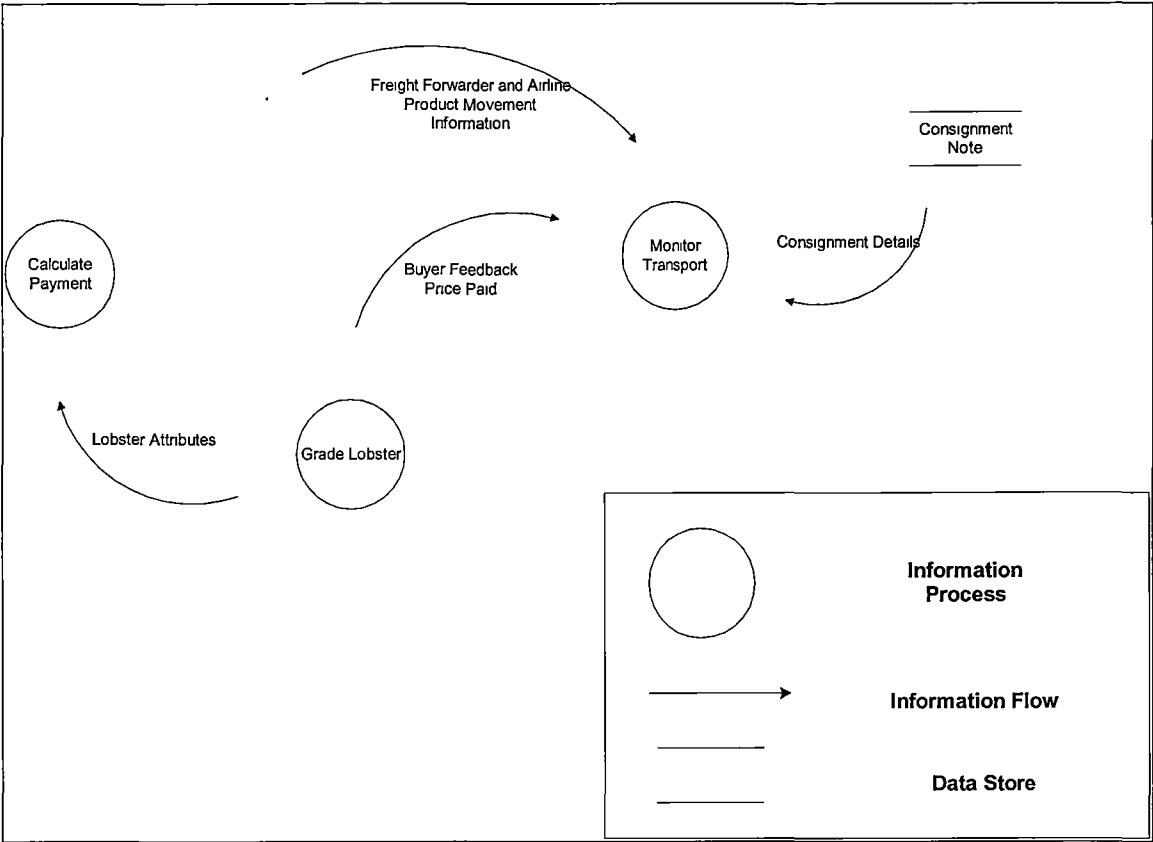 Freight Forwarder and Airline
Product Movement
Information
Consignment
Note
Calculate
Payment
Monitor
Transport
Consignment Details
Buyer Feedback
Price Paid
Lobster Attributes
Grade Lobster
Information
Process
Information Flow
Data Store